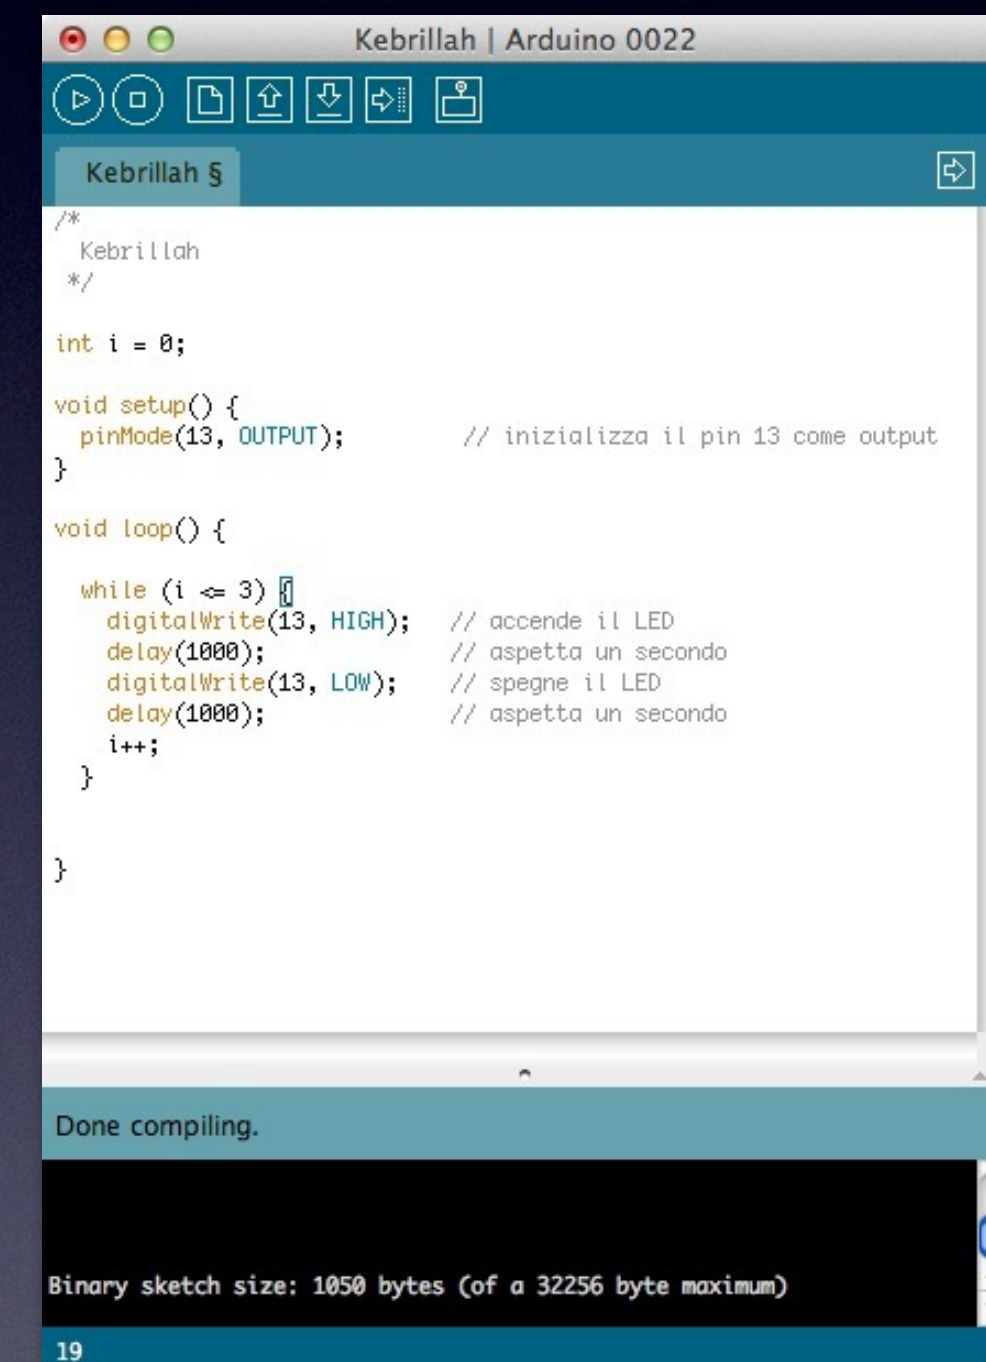 Kebrillah | Arduino 0022
Kebrillah §
/*
  Kebrillah
 */
int i = 0;
void setup() {
  pinMode(13, OUTPUT);         // inizializza il pin 13 come output
}
void loop() {
  while (i <= 3) {
    digitalWrite(13, HIGH);   // accende il LED
    delay(1000);              // aspetta un secondo
    digitalWrite(13, LOW);    // spegne il LED
    delay(1000);              // aspetta un secondo
    i++;
  }
}
Done compiling.
Binary sketch size: 1050 bytes (of a 32256 byte maximum)
19